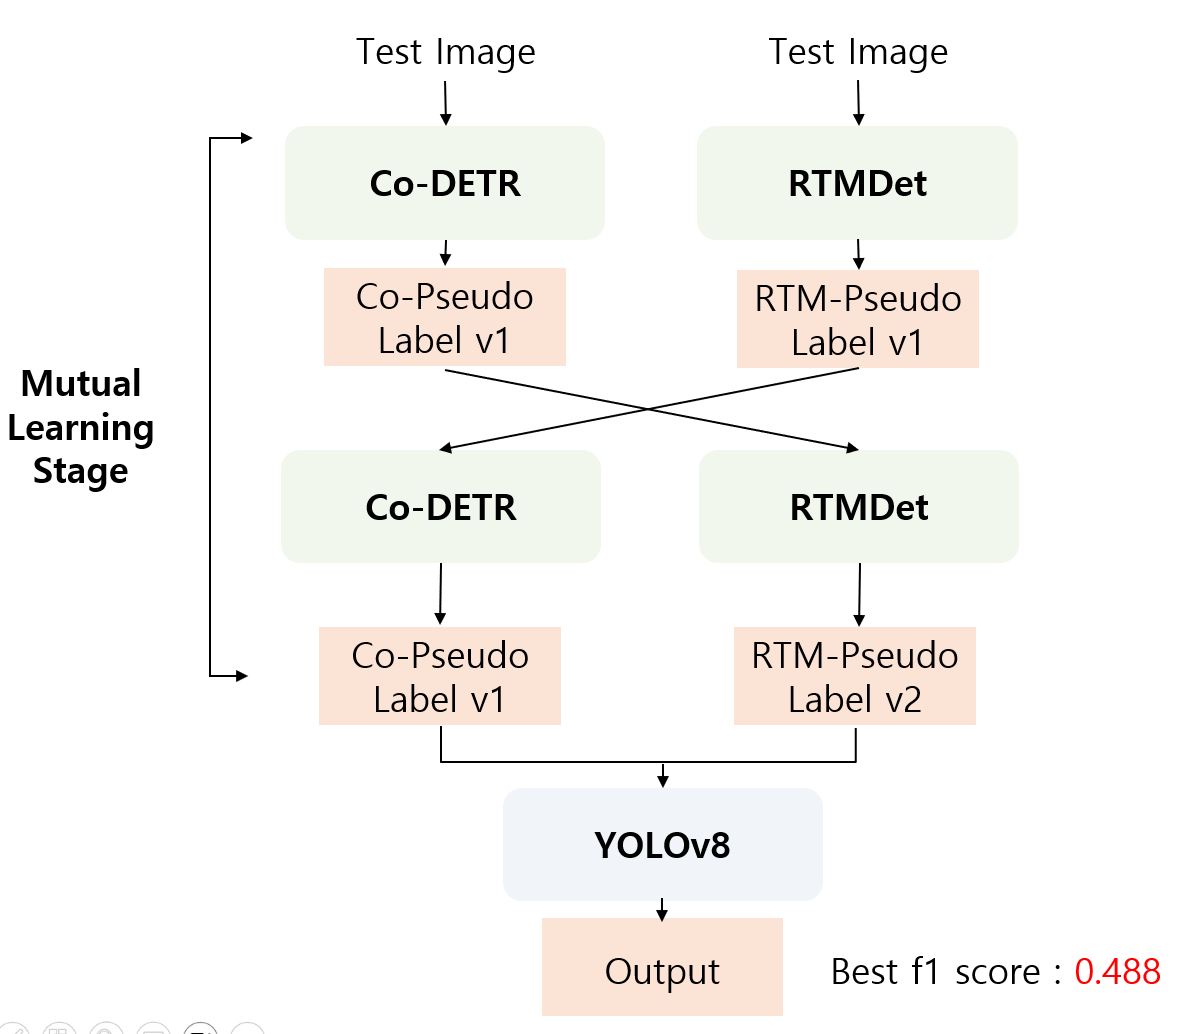 Test Image
Test Image
Co-DETR
RTMDet
Co-Pseudo
Label v1
RTM-Pseudo
Label v1
Mutual
Learning
Stage
Co-DETR
RTMDet
Co-Pseudo
Label v1
RTM-Pseudo
Label v2
YOLOv8
Output
Best f1 score : 0.488